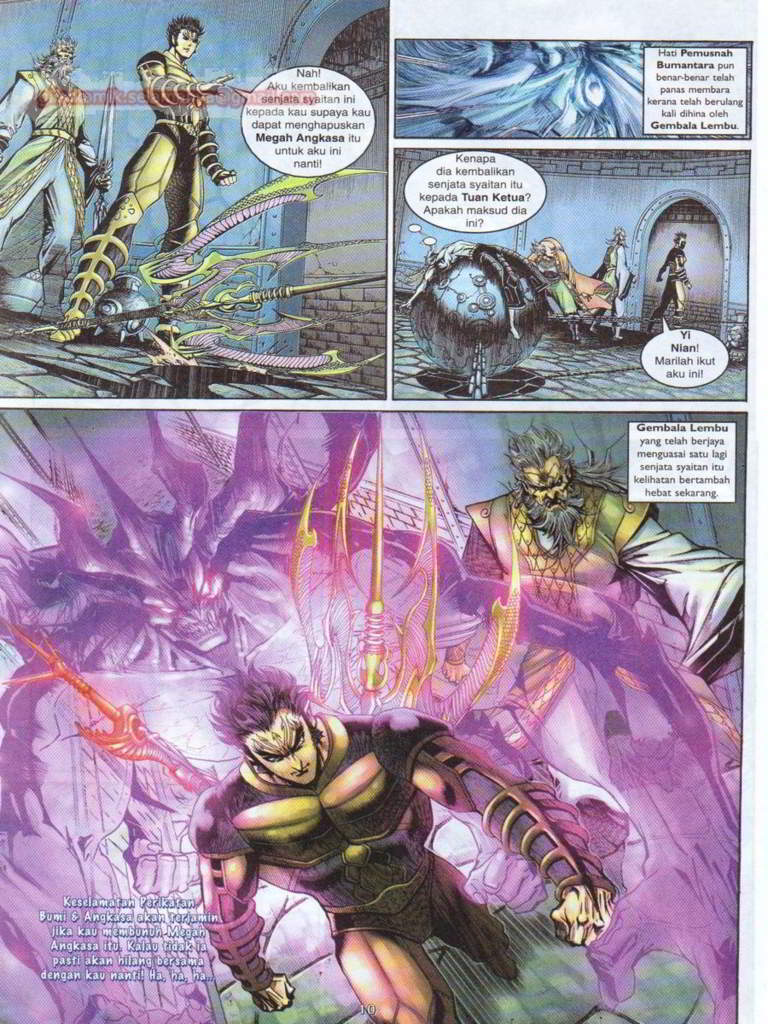 Nah!
Aku kembalikan
senjata syaitan ini
kepada kau supaya kau
dapat menghapuskan
Megah Angkasa itu
untuk aku ini
nanti!
Hati Pemusnah
Bumantara pun
benar-benar telah
panas membara
kerana telah berulang
kali dihina oleh
Gembala Lembu.
Kenapa
dia kembalikan
senjata syaitan itu
kepada Tuan Ketua?
Apakah maksud dia
ini?
Yi
Nian!
Marilah ikut
aku ini!
Gembala Lembu
yang telah berjaya
menguasai satu lagi
senjata syaitan itu
kelihatan bertambah
hebat sekarang.
Keselamatan Perikatan
Bumi & Angkasa akan terjamin
jika kau membunuh Megah
Angkasa itu. Kalau tidak ia
pasti akan hilang bersama
dengan kau nanti! Ha, ha, ha...
10